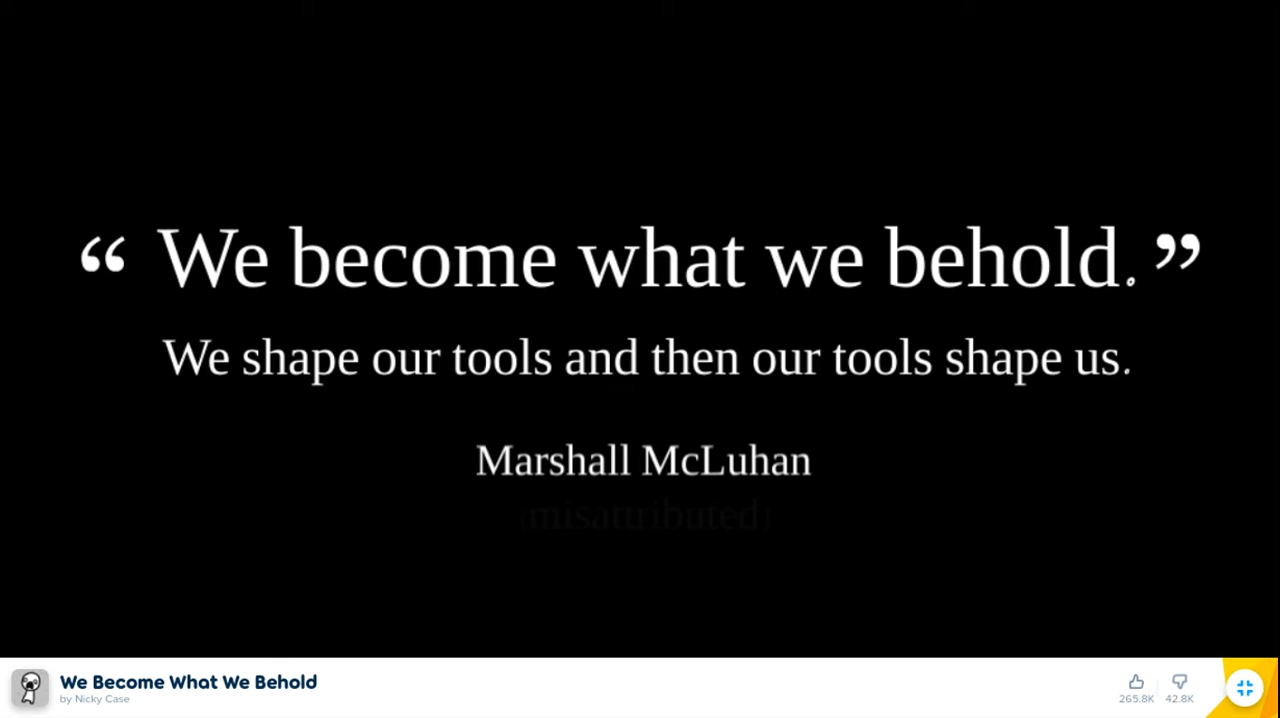 “ We become what we behold. ”
We shape our tools and then our tools shape us.
Marshall McLuhan
(misattributed)
We Become What We Behold
by Nicky Case
265.8K 42.8K